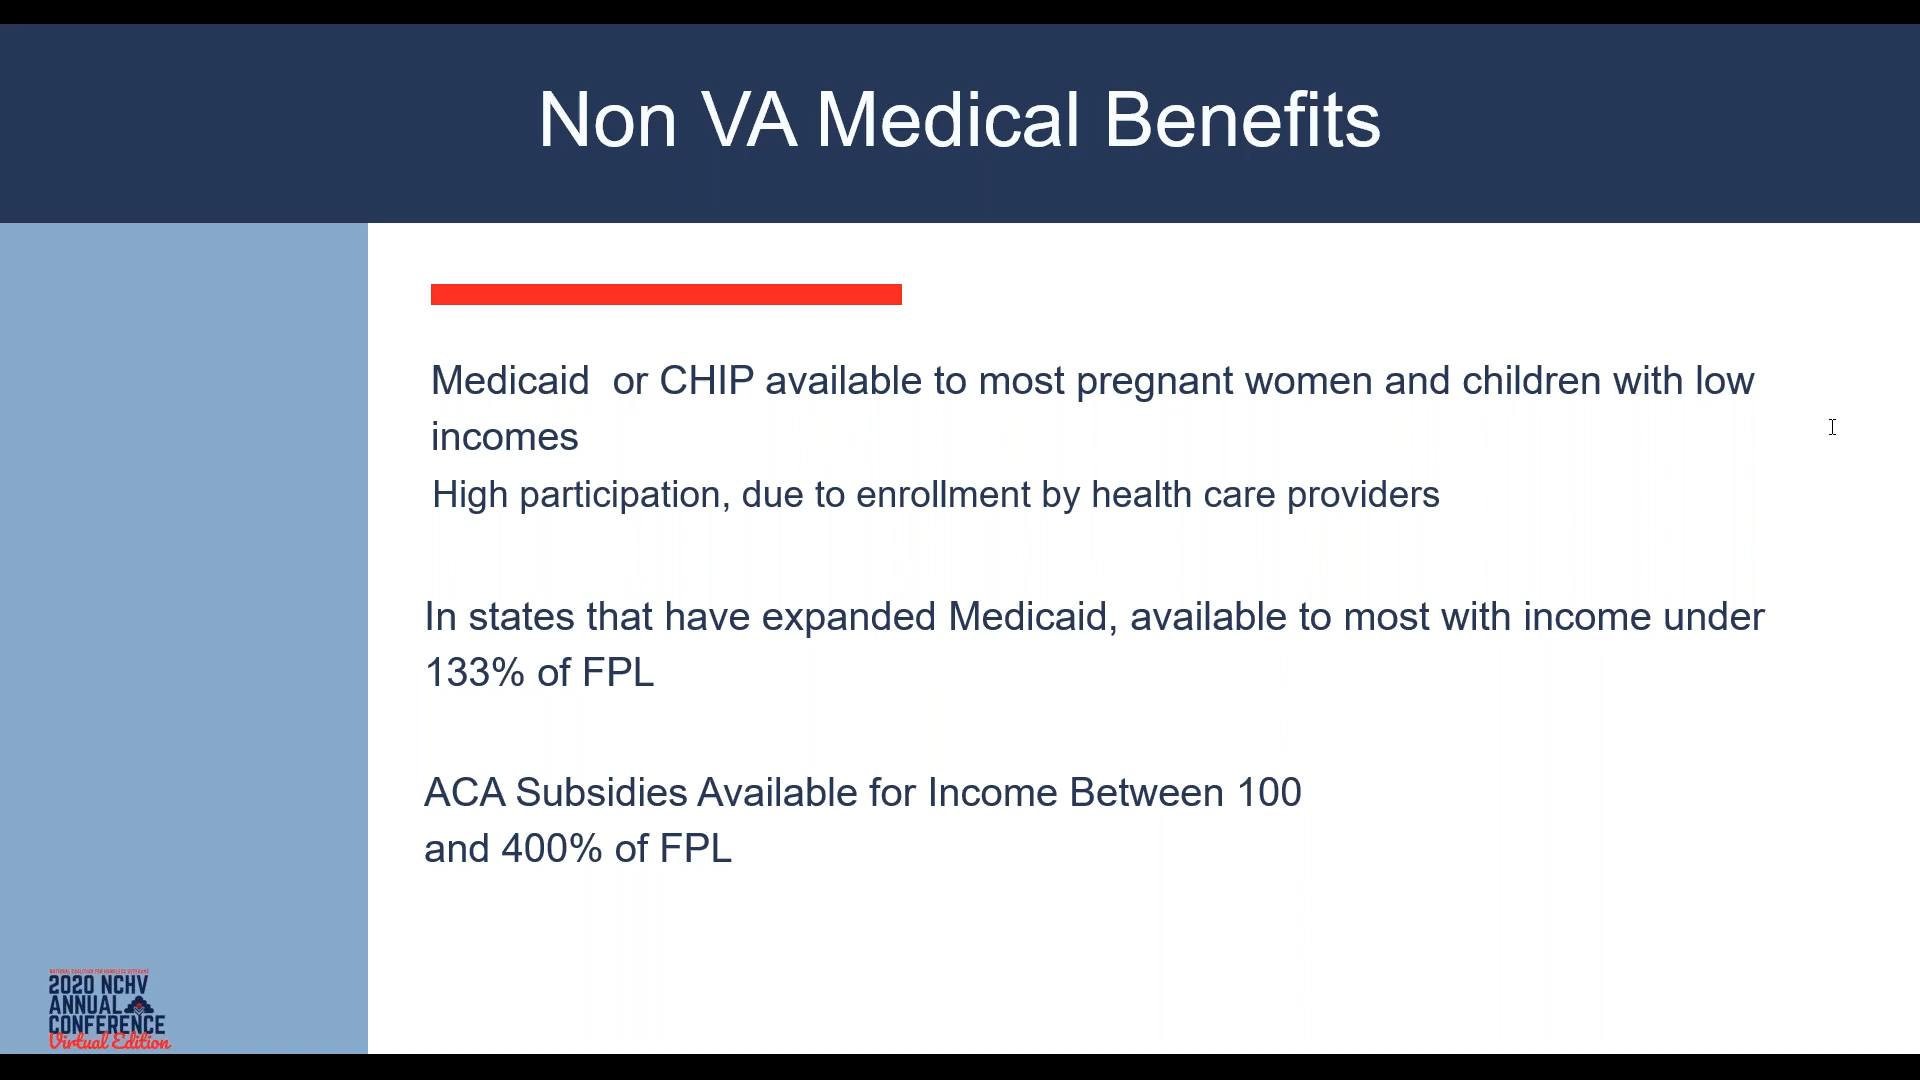 Non VA Medical Benefits
Medicaid  or CHIP available to most pregnant women and children with low
incomes
High participation, due to enrollment by health care providers
In states that have expanded Medicaid, available to most with income under
133% of FPL
ACA Subsidies Available for Income Between 100
and 400% of FPL
NATIONAL COALITION FOR HOMELESS VETERANS
2020 NCHV
ANNUAL
CONFERENCE
Virtual Edition